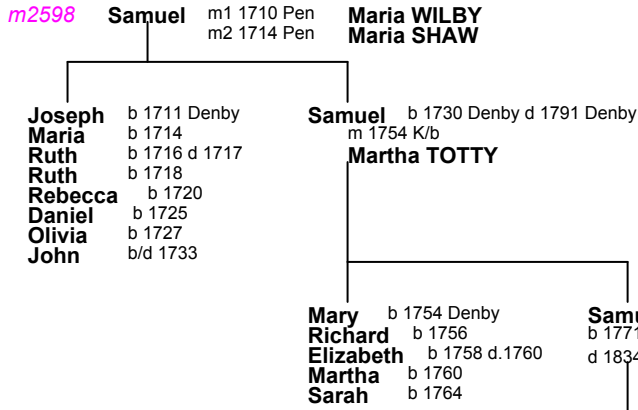 m2598 Samuel m1 1710 Pen Maria WILBY
m2 1714 Pen Maria SHAW
Joseph b 1711 Denby
Maria b 1714
Ruth b 1716 d 1717
Ruth b 1718
Rebecca b 1720
Daniel b 1725
Olivia b 1727
John b/d 1733
Samuel b 1730 Denby d 1791 Denby
m 1754 K/b
Martha TOTTY
Mary b 1754 Denby
Richard b 1756
Elizabeth b 1758 d.1760
Martha b 1760
Sarah b 1764
b 1771
d 1834